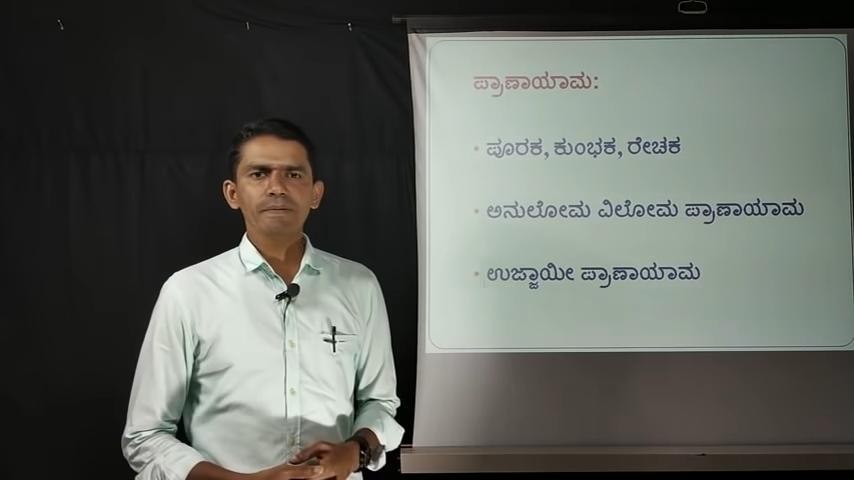 ಪ್ರಾಣಾಯಾಮ:
• ಪೂರಕ, ಕುಂಭಕ, ರೇಚಕ
• ಅನುಲೋಮ ವಿಲೋಮ ಪ್ರಾಣಾಯಾಮ
• ಉಜ್ಜಾಯೀ ಪ್ರಾಣಾಯಾಮ